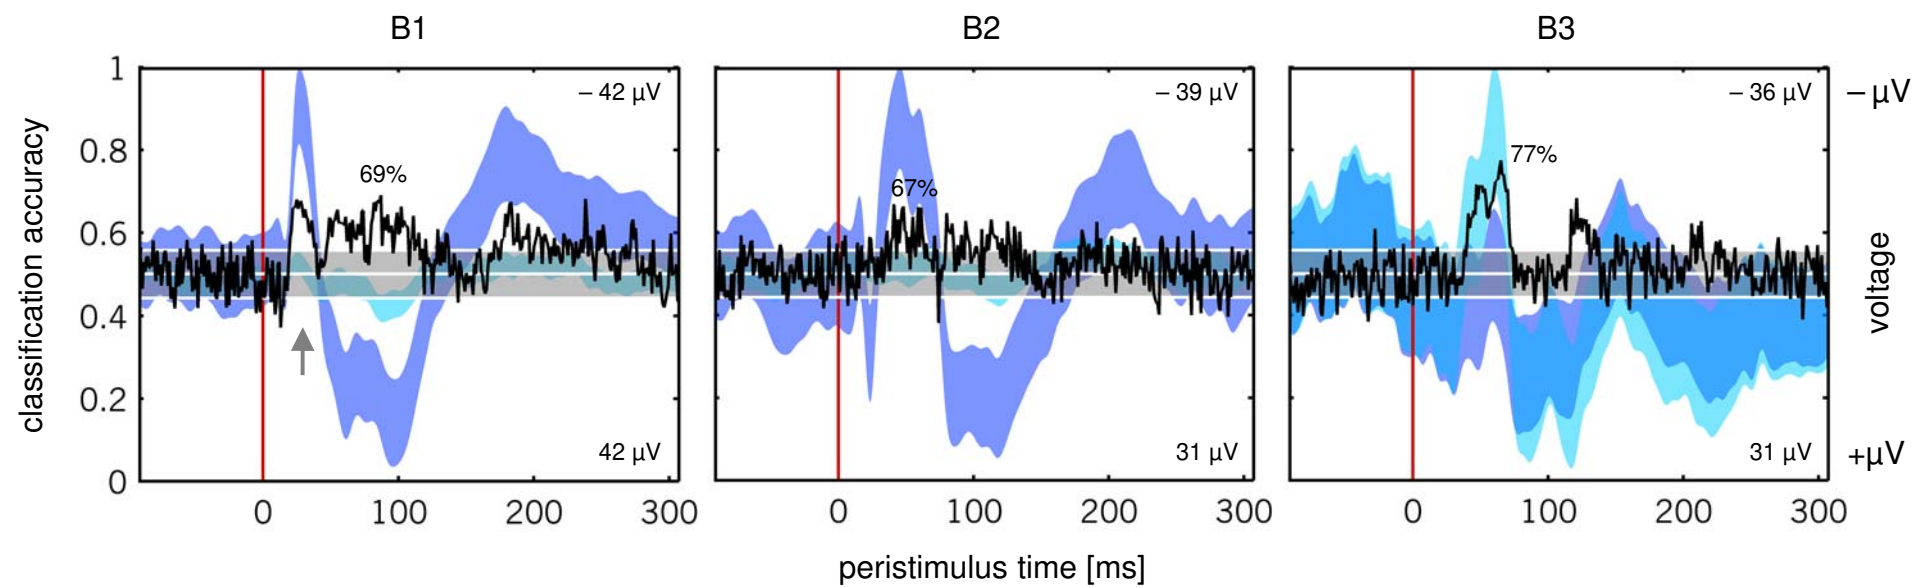 B1 B2 B3
classification accuracy
1
0.8
0.6
0.4
0.2
0
– 42 µV
69%
42 µV
0 100 200 300
– 39 µV
67%
31 µV
0 100 200 300
– 36 µV
77%
31 µV
0 100 200 300
– µV
voltage
+µV
peristimulus time [ms]